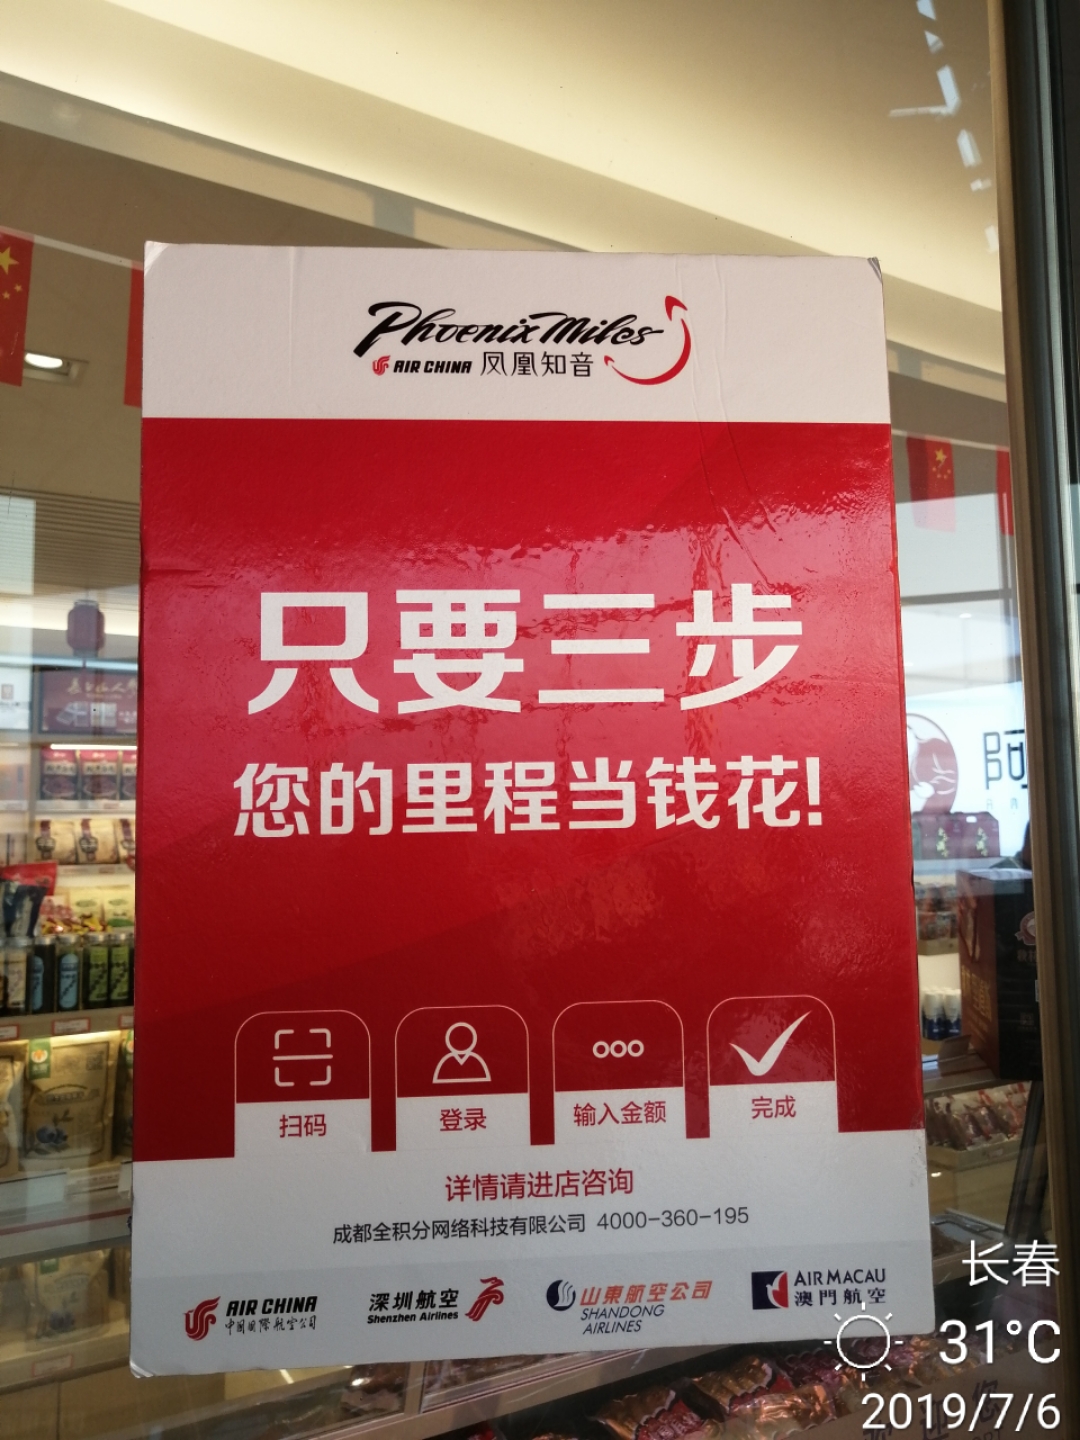 Phoenix Miles
AIR CHINA 凤凰知音
只要三步
您的里程当钱花!
扫码
登录
输入金额
完成
详情请进店咨询
成都全积分网络科技有限公司 4000-360-195
AIR CHINA
中国国际航空公司
深圳航空
Shenzhen Airlines
山東航空公司
SHANDONG
AIRLINES
AIR MACAU
澳門航空
阿
长春
31°C
2019/7/6